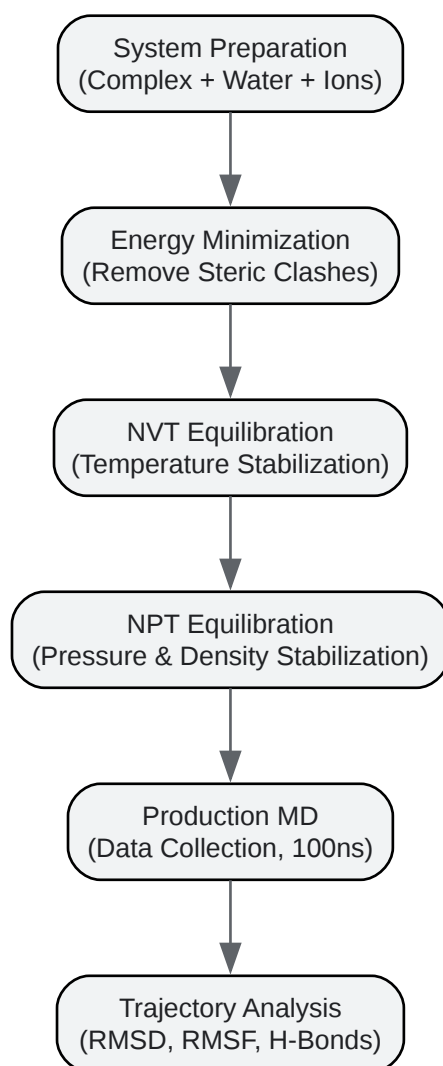 System Preparation
(Complex + Water + Ions)
Energy Minimization
(Remove Steric Clashes)
NVT Equilibration
(Temperature Stabilization)
NPT Equilibration
(Pressure & Density Stabilization)
Production MD
(Data Collection, 100ns)
Trajectory Analysis
(RMSD, RMSF, H-Bonds)